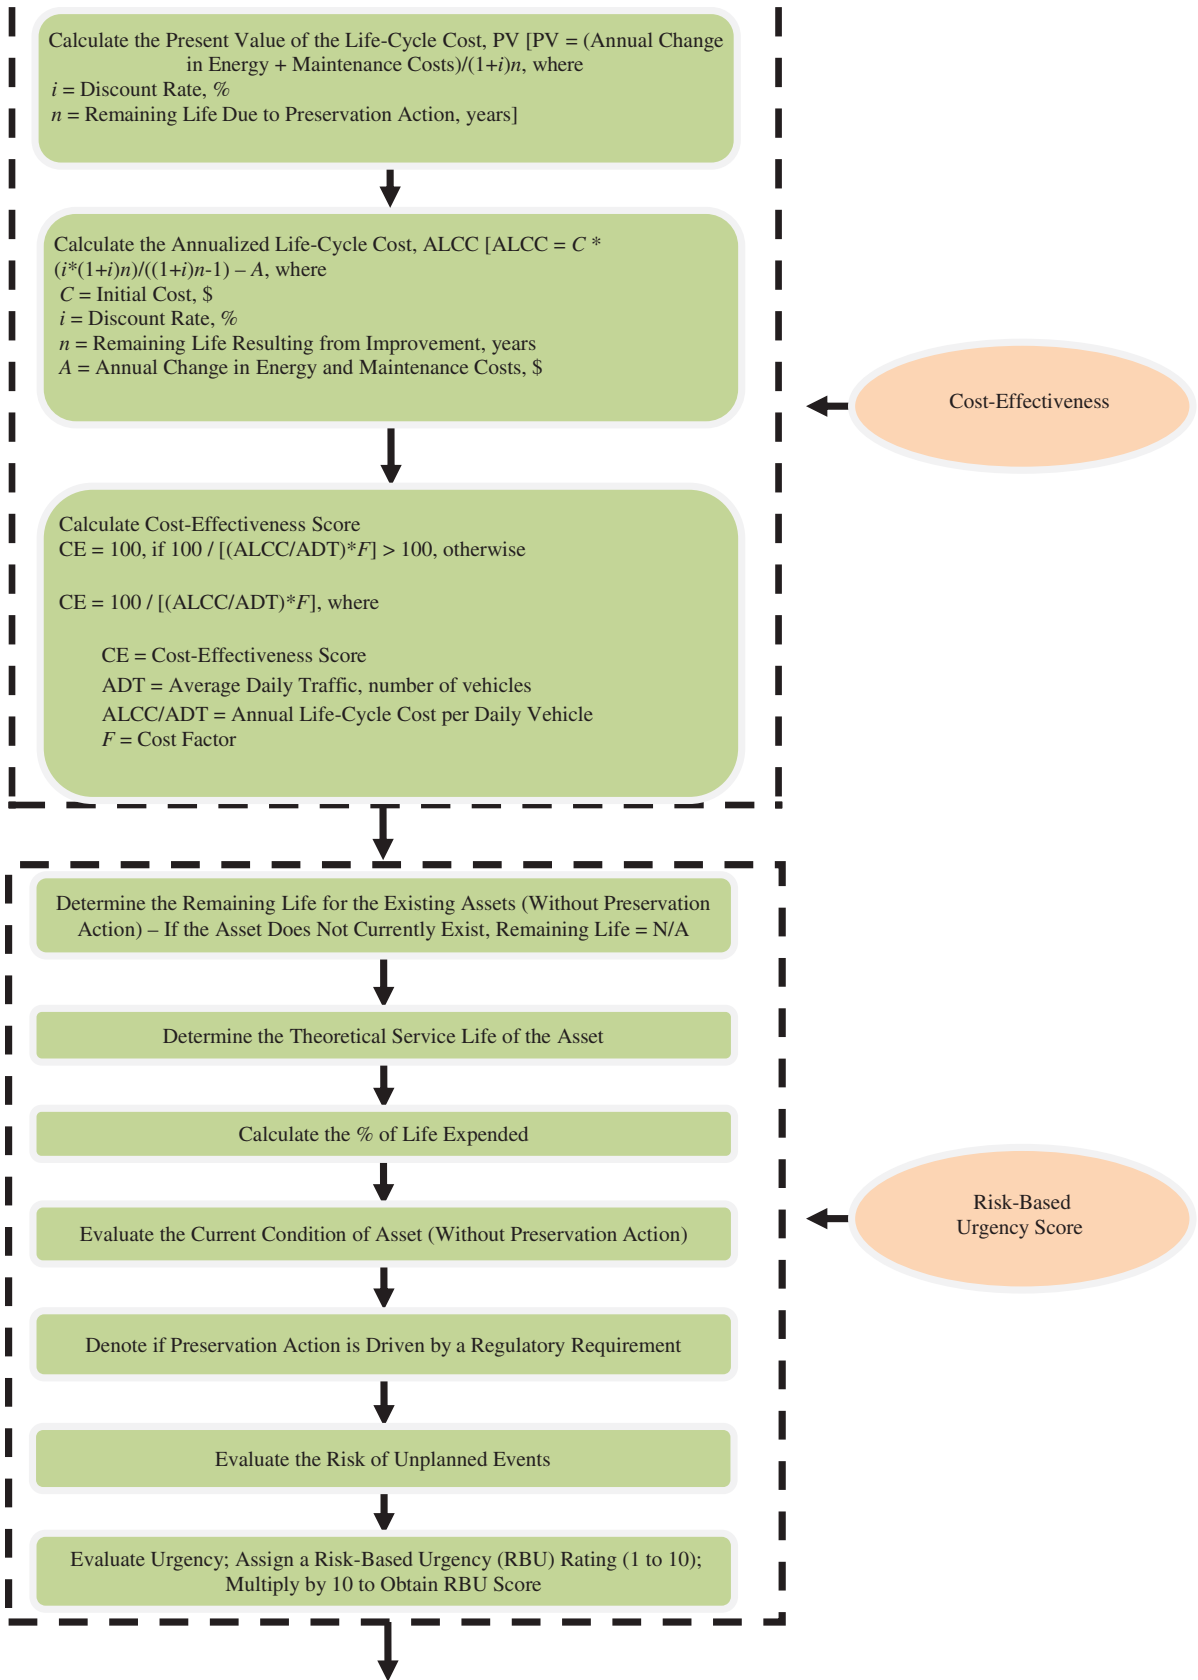 Calculate the Present Value of the Life-Cycle Cost, PV [PV = (Annual Change
in Energy + Maintenance Costs)/(1+i)n, where
i = Discount Rate, %
n = Remaining Life Due to Preservation Action, years]
Calculate the Annualized Life-Cycle Cost, ALCC [ALCC = C *
(i*(1+i)n)/((1+i)n-1) – A, where
C = Initial Cost, $
i = Discount Rate, %
n = Remaining Life Resulting from Improvement, years
A = Annual Change in Energy and Maintenance Costs, $
Cost-Effectiveness
Calculate Cost-Effectiveness Score
CE = 100, if 100 / [(ALCC/ADT)*F] > 100, otherwise
CE = 100 / [(ALCC/ADT)*F], where
CE = Cost-Effectiveness Score
ADT = Average Daily Traffic, number of vehicles
ALCC/ADT = Annual Life-Cycle Cost per Daily Vehicle
F = Cost Factor
Determine the Remaining Life for the Existing Assets (Without Preservation
Action) – If the Asset Does Not Currently Exist, Remaining Life = N/A
Determine the Theoretical Service Life of the Asset
Calculate the % of Life Expended
Evaluate the Current Condition of Asset (Without Preservation Action)
Risk-Based
Urgency Score
Denote if Preservation Action is Driven by a Regulatory Requirement
Evaluate the Risk of Unplanned Events
Evaluate Urgency; Assign a Risk-Based Urgency (RBU) Rating (1 to 10);
Multiply by 10 to Obtain RBU Score